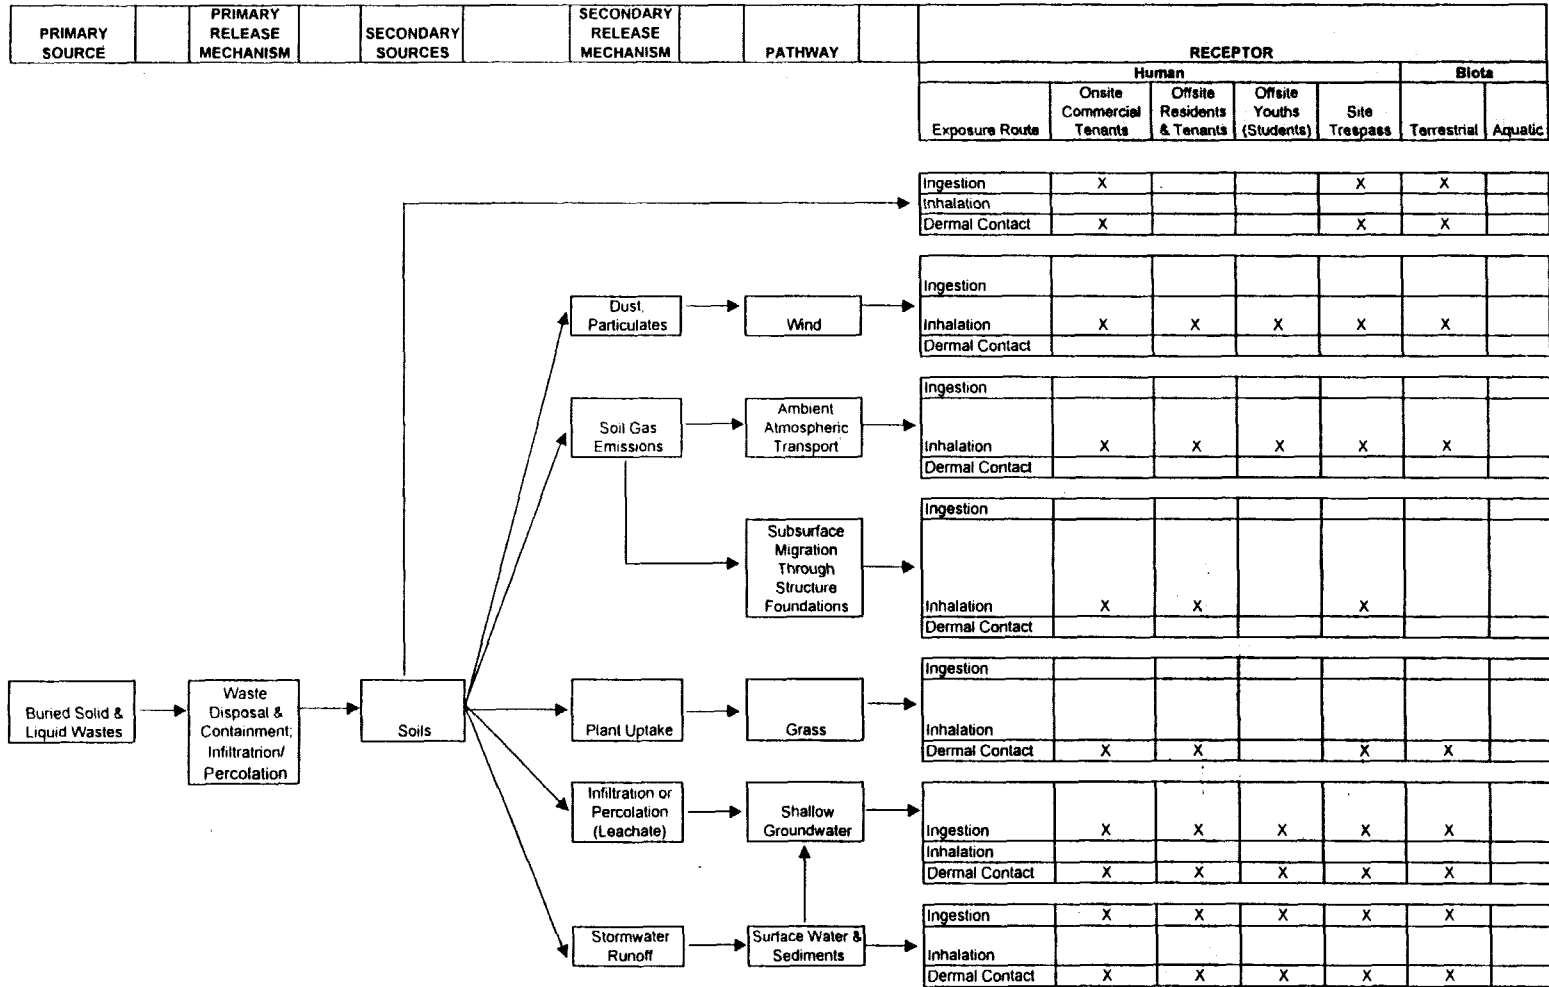 PRIMARY
SOURCE
PRIMARY
RELEASE
MECHANISM
SECONDARY
SOURCES
SECONDARY
RELEASE
MECHANISM
PATHWAY
RECEPTOR
Human
Biota
Exposure Route
Onsite
Commercial
Tenants
Offsite
Residents
& Tenants
Offsite
Youths
(Students)
Site
Trespass
Terrestrial
Aquatic
Ingestion X X X
Inhalation
Dermal Contact X X X
Dust,
Particulates
Wind
Ingestion
Inhalation X X X X X
Dermal Contact
Soil Gas
Emissions
Ambient
Atmospheric
Transport
Ingestion
Inhalation X X X X X
Dermal Contact
Subsurface
Migration
Through
Structure
Foundations
Ingestion
Inhalation X X X
Dermal Contact
Buried Solid &
Liquid Wastes
Waste
Disposal &
Containment;
Infiltratrion/
Percolation
Soils
Plant Uptake
Grass
Ingestion
Inhalation
Dermal Contact X X X X
Infiltration or
Percolation
(Leachate)
Shallow
Groundwater
Ingestion X X X X X
Inhalation
Dermal Contact X X X X X
Stormwater
Runoff
Surface Water &
Sediments
Ingestion X X X X X
Inhalation
Dermal Contact X X X X X